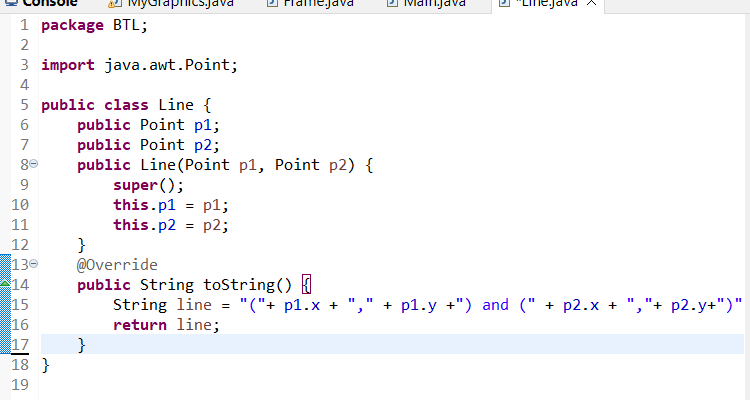 Console MyGraphics.java Frame.java Main.java *Line.java
1 package BTL;
2
3 import java.awt.Point;
4
5 public class Line {
6 public Point p1;
7 public Point p2;
8 public Line(Point p1, Point p2) {
9 super();
10 this.p1 = p1;
11 this.p2 = p2;
12 }
13 @Override
14 public String toString() {
15 String line = "("+ p1.x + "," + p1.y +") and (" + p2.x + ","+ p2.y+")"
16 return line;
17 }
18 }
19